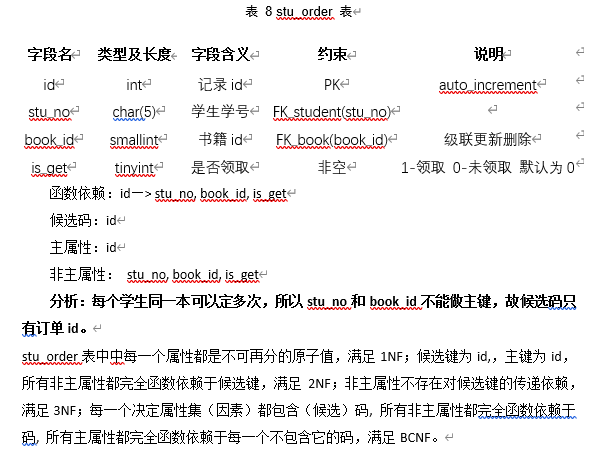 表 8 stu_order 表
字段名 类型及长度 字段含义 约束 说明
id int 记录 id PK auto_increment
stu_no char(5) 学生学号 FK_student(stu_no)
book_id smallint 书籍 id FK_book(book_id) 级联更新删除
is_get tinyint 是否领取 非空 1-领取 0-未领取 默认为 0
函数依赖：id—> stu_no, book_id, is_get
候选码：id
主属性：id
非主属性： stu_no, book_id, is_get
分析：每个学生同一本可以定多次，所以 stu_no 和 book_id 不能做主键，故候选码只
有订单 id。
stu_order 表中中每一个属性都是不可再分的原子值，满足 1NF；候选键为 id,，主键为 id，
所有非主属性都完全函数依赖于候选键，满足 2NF；非主属性不存在对候选键的传递依赖，
满足 3NF；每一个决定属性集（因素）都包含（候选）码, 所有非主属性都完全函数依赖于
码, 所有主属性都完全函数依赖于每一个不包含它的码，满足 BCNF。